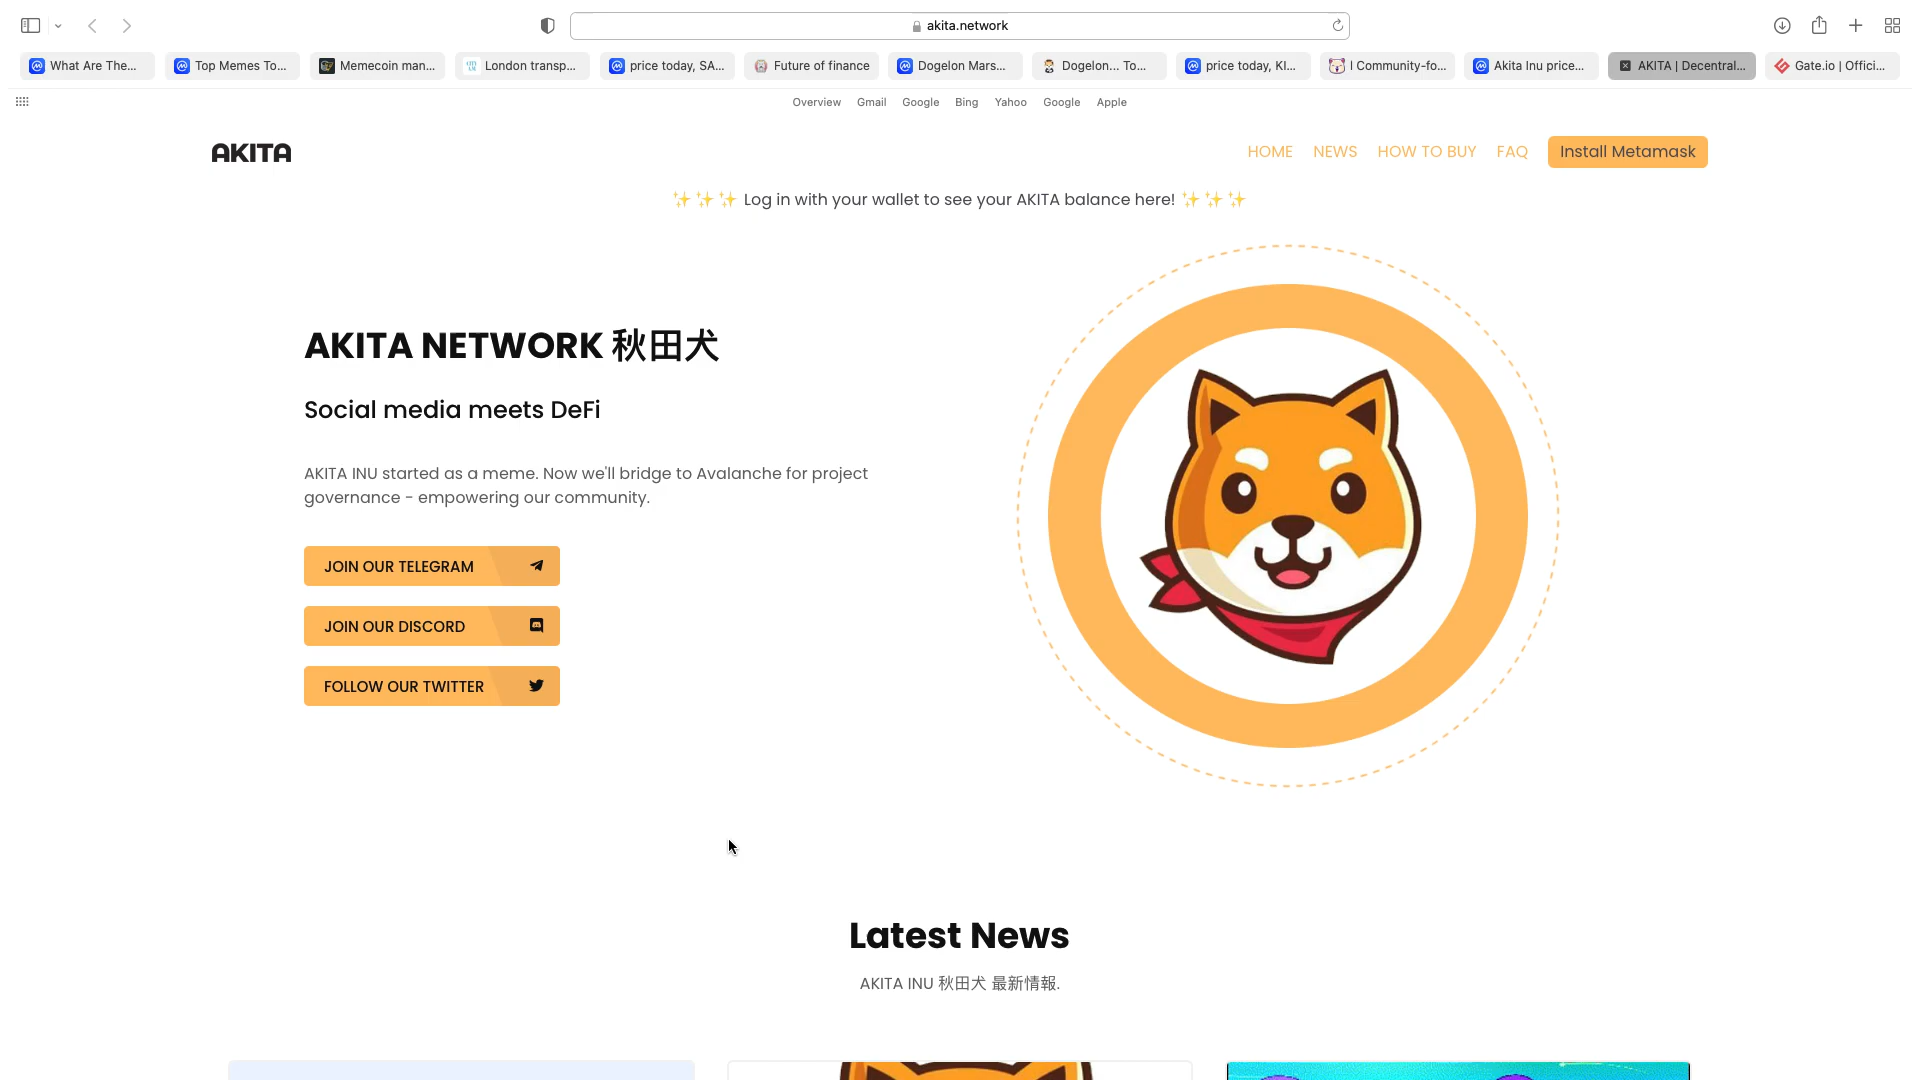 akita.network
What Are The...
Top Memes To...
Memecoin man...
London transp...
price today, SA...
Future of finance
Dogelon Mars...
Dogelon... To...
price today, KI...
I Community-fo...
Akita Inu price...
AKITA | Decentral...
Gate.io | Offici...
Overview
Gmail
Google
Bing
Yahoo
Google
Apple
AKITA
HOME
NEWS
HOW TO BUY
FAQ
Install Metamask
✨✨✨ Log in with your wallet to see your AKITA balance here! ✨✨✨
AKITA NETWORK 秋田犬
Social media meets DeFi
AKITA INU started as a meme. Now we'll bridge to Avalanche for project
governance - empowering our community.
JOIN OUR TELEGRAM
JOIN OUR DISCORD
FOLLOW OUR TWITTER
Latest News
AKITA INU 秋田犬 最新情報.